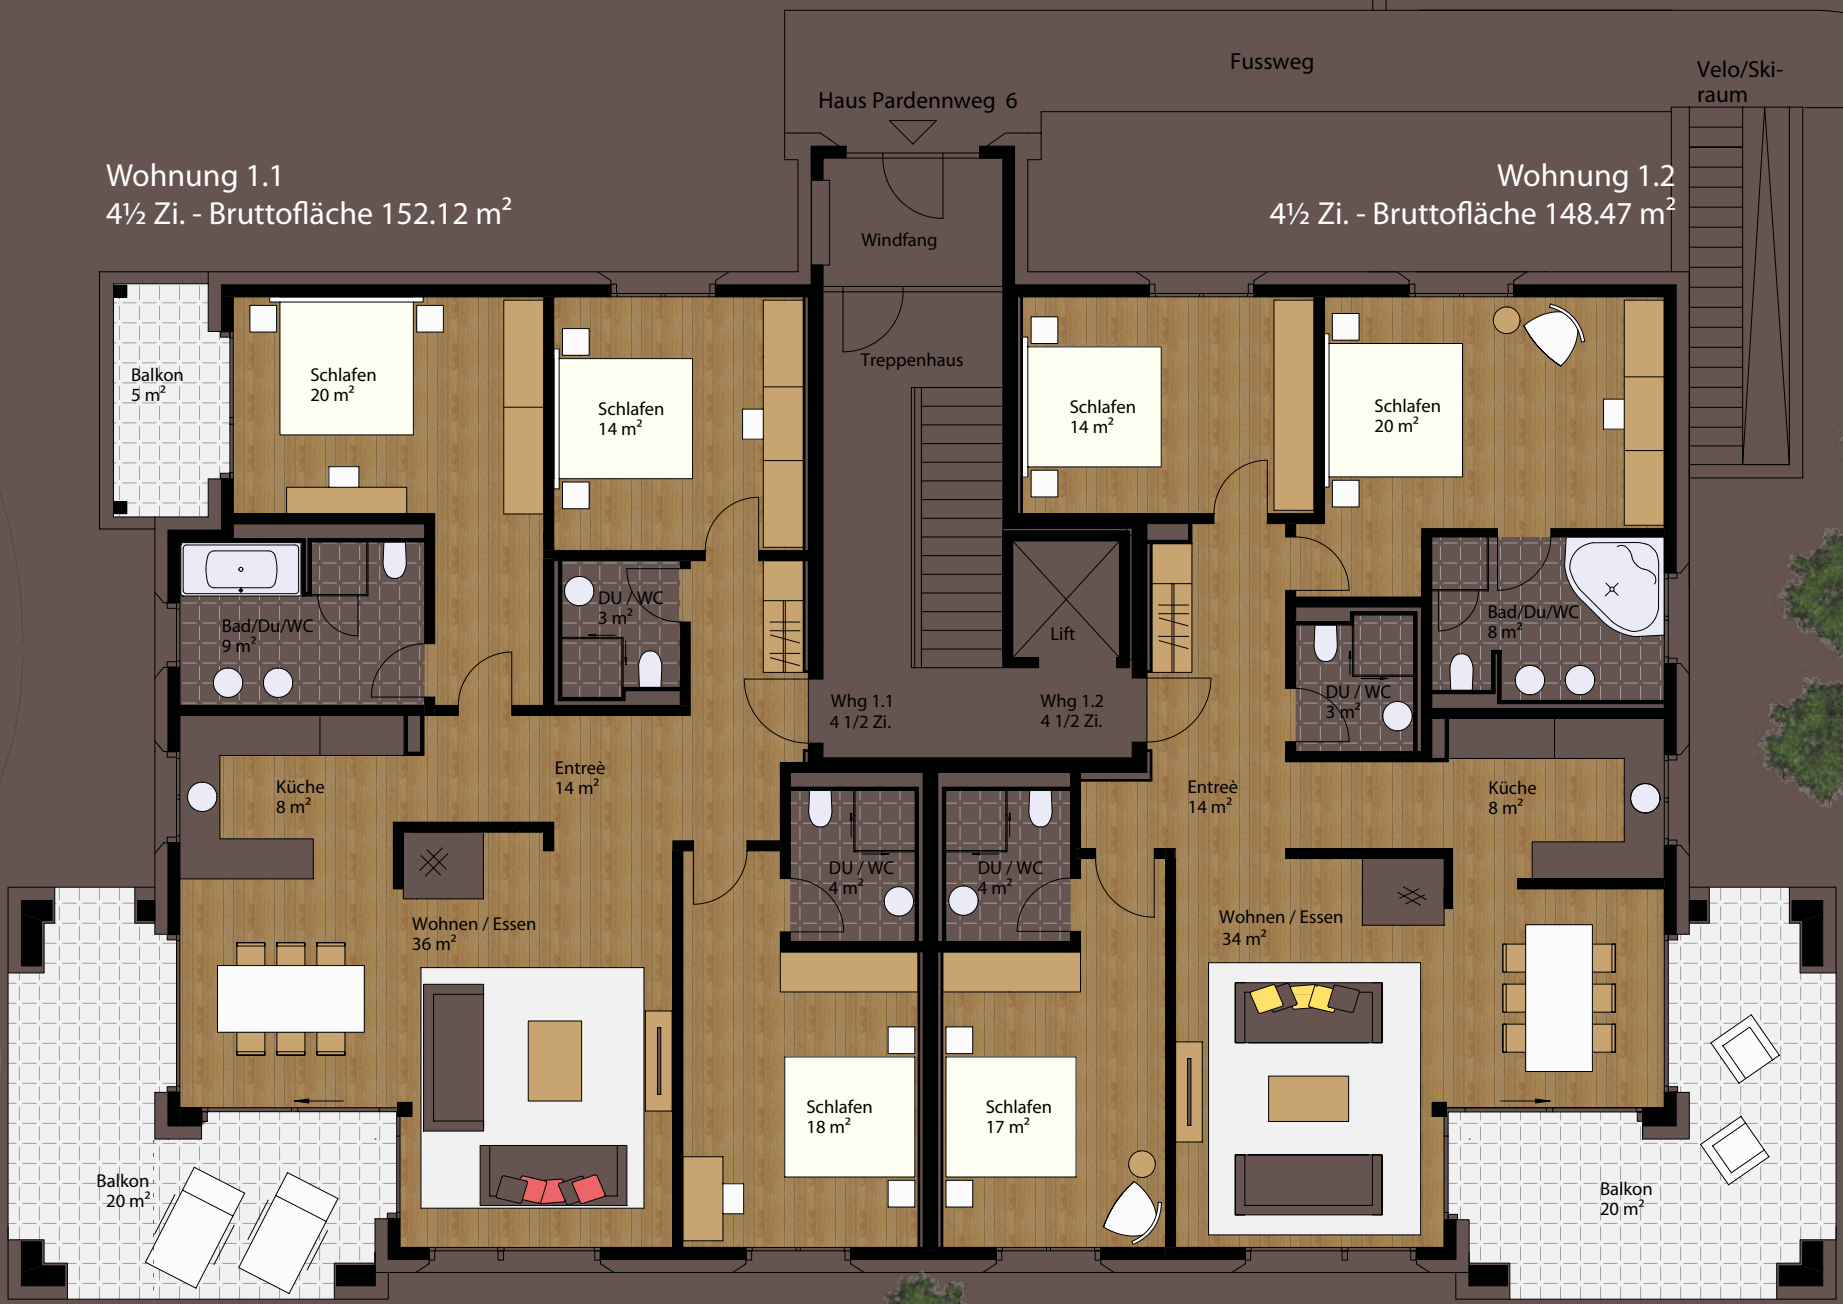 Fussweg
Velo/Ski-
raum
Haus Pardennweg 6
Wohnung 1.1
4½ Zi. - Bruttofläche 152.12 m²
Wohnung 1.2
4½ Zi. - Bruttofläche 148.47 m²
Windfang
Treppenhaus
Balkon
5 m²
Schlafen
20 m²
Schlafen
14 m²
Schlafen
14 m²
Schlafen
20 m²
Bad/Du/WC
9 m²
DU / WC
3 m²
Lift
Bad/Du/WC
8 m²
DU / WC
3 m²
Whg 1.1
4 1/2 Zi.
Whg 1.2
4 1/2 Zi.
Küche
8 m²
Entreè
14 m²
Entreè
14 m²
Küche
8 m²
DU / WC
4 m²
DU / WC
4 m²
Wohnen / Essen
36 m²
Wohnen / Essen
34 m²
Schlafen
18 m²
Schlafen
17 m²
Balkon
20 m²
Balkon
20 m²